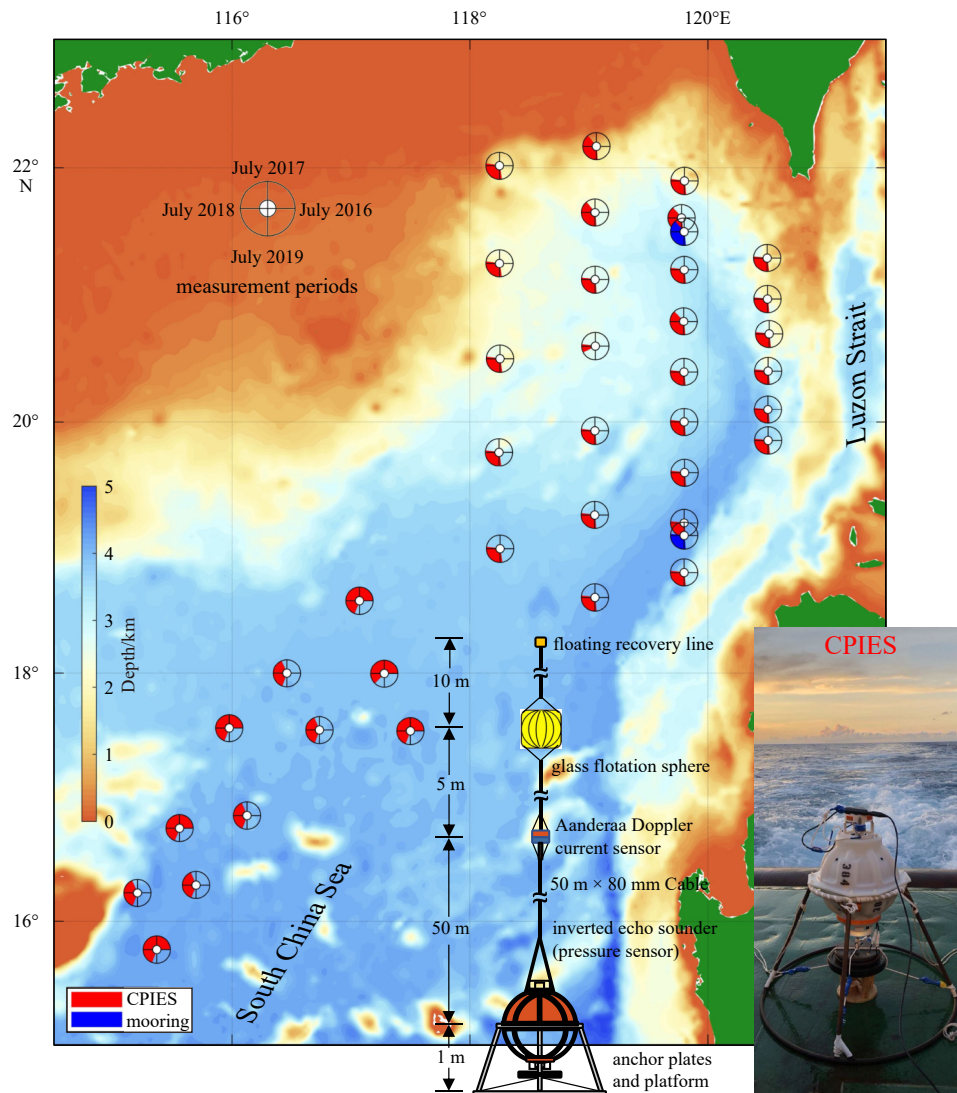 116°
118°
120°E
22°
N
20°
18°
16°
July 2017
July 2018
July 2016
July 2019
measurement periods
Luzon Strait
South China Sea
5
4
3
2
1
0
Depth/km
CPIES
mooring
10 m
5 m
50 m
1 m
floating recovery line
glass flotation sphere
Aanderaa Doppler
current sensor
50 m × 80 mm Cable
inverted echo sounder
(pressure sensor)
anchor plates
and platform
CPIES
384